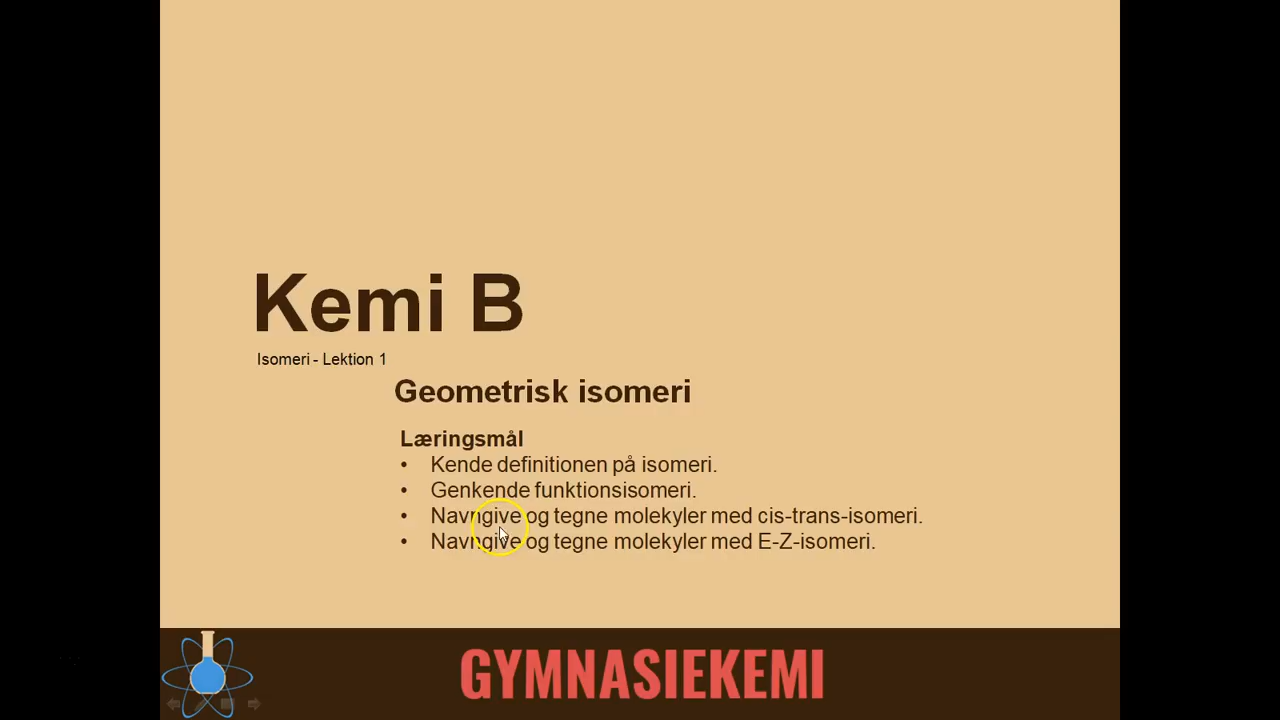 Kemi B
Isomeri - Lektion 1
Geometrisk isomeri
Læringsmål
• Kende definitionen på isomeri.
• Genkende funktionsisomeri.
• Navngive og tegne molekyler med cis-trans-isomeri.
• Navngive og tegne molekyler med E-Z-isomeri.
GYMNASIEKEMI